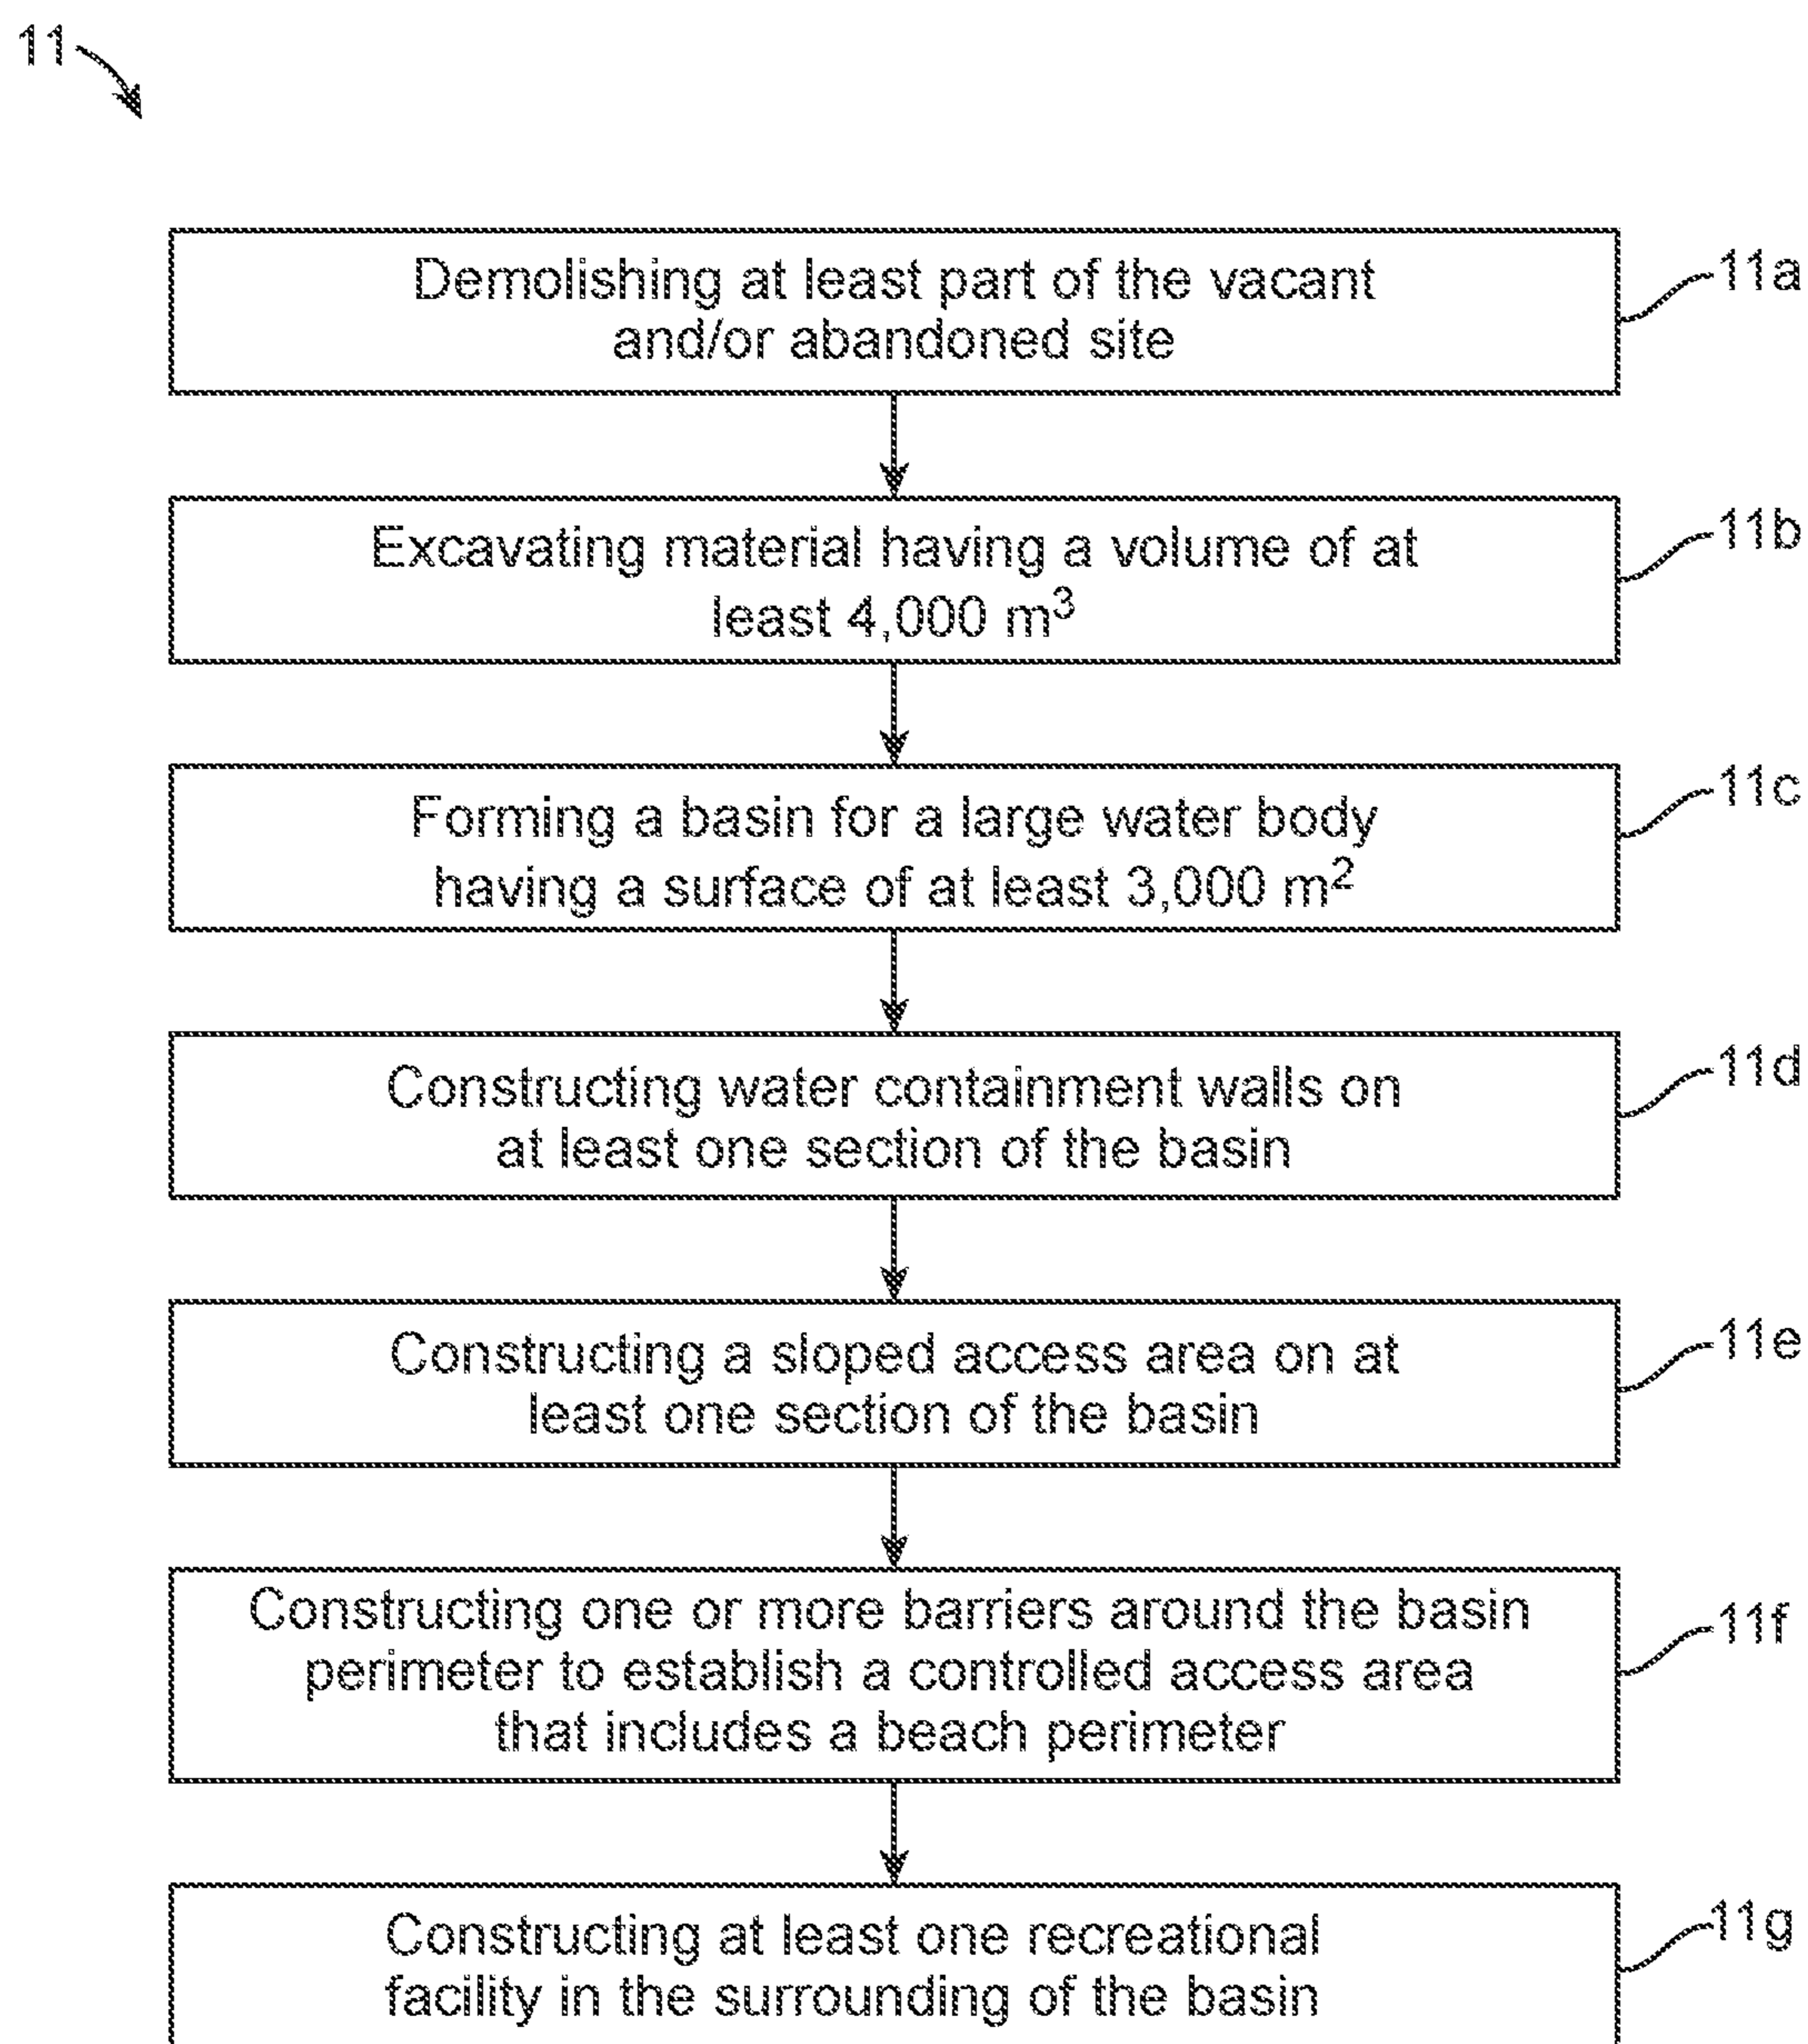 11
Demolishing at least part of the vacant
and/or abandoned site
11a
Excavating material having a volume of at
least 4,000 m³
11b
Forming a basin for a large water body
having a surface of at least 3,000 m²
11c
Constructing water containment walls on
at least one section of the basin
11d
Constructing a sloped access area on at
least one section of the basin
11e
Constructing one or more barriers around the basin
perimeter to establish a controlled access area
that includes a beach perimeter
11f
Constructing at least one recreational
facility in the surrounding of the basin
11g